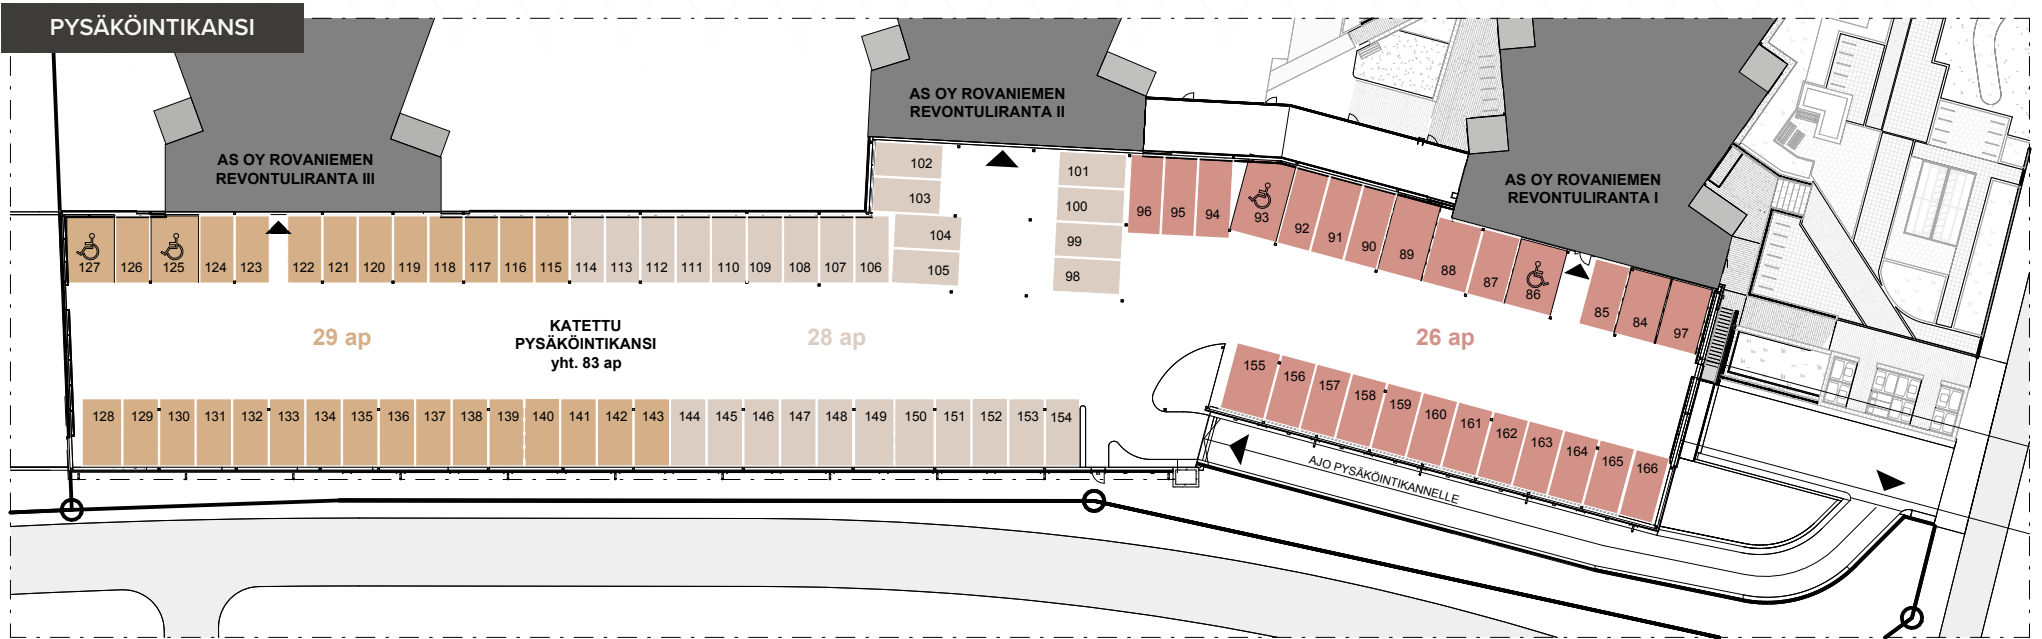 PYSÄKÖINTIKANSI
AS OY ROVANIEMEN
REVONTULIRANTA III
AS OY ROVANIEMEN
REVONTULIRANTA II
AS OY ROVANIEMEN
REVONTULIRANTA I
102
103
104
105
101
100
99
98
96 95 94 93 92 91 90 89 88 87 86 85 84 97
127 126 125 124 123 122 121 120 119 118 117 116 115 114 113 112 111 110 109 108 107 106
29 ap
KATETTU
PYSÄKÖINTIKANSI
yht. 83 ap
28 ap
26 ap
128 129 130 131 132 133 134 135 136 137 138 139 140 141 142 143 144 145 146 147 148 149 150 151 152 153 154
155 156 157 158 159 160 161 162 163 164 165 166
AJO PYSÄKÖINTIKANNELLE